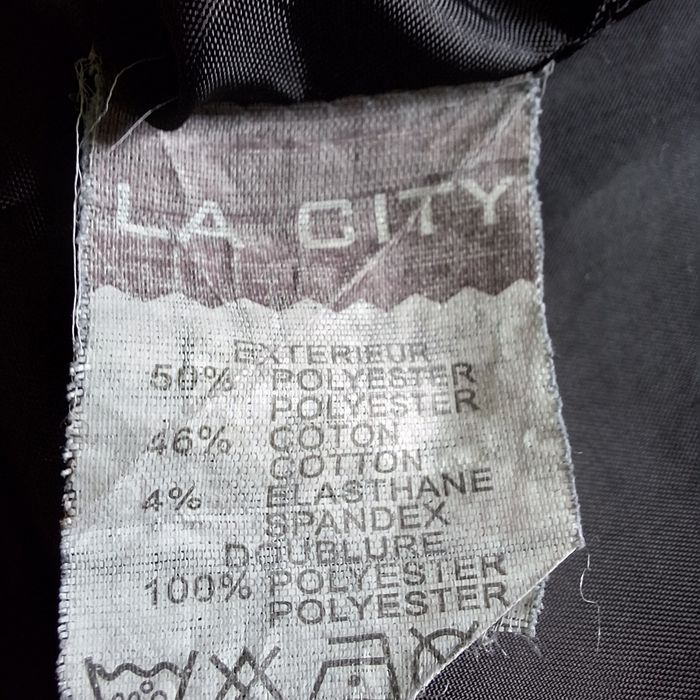 LA CITY
EXTERIEUR
50% POLYESTER
POLYESTER
46% COTON
COTTON
4% ELASTHANE
SPANDEX
DOUBLURE
100% POLYESTER
POLYESTER